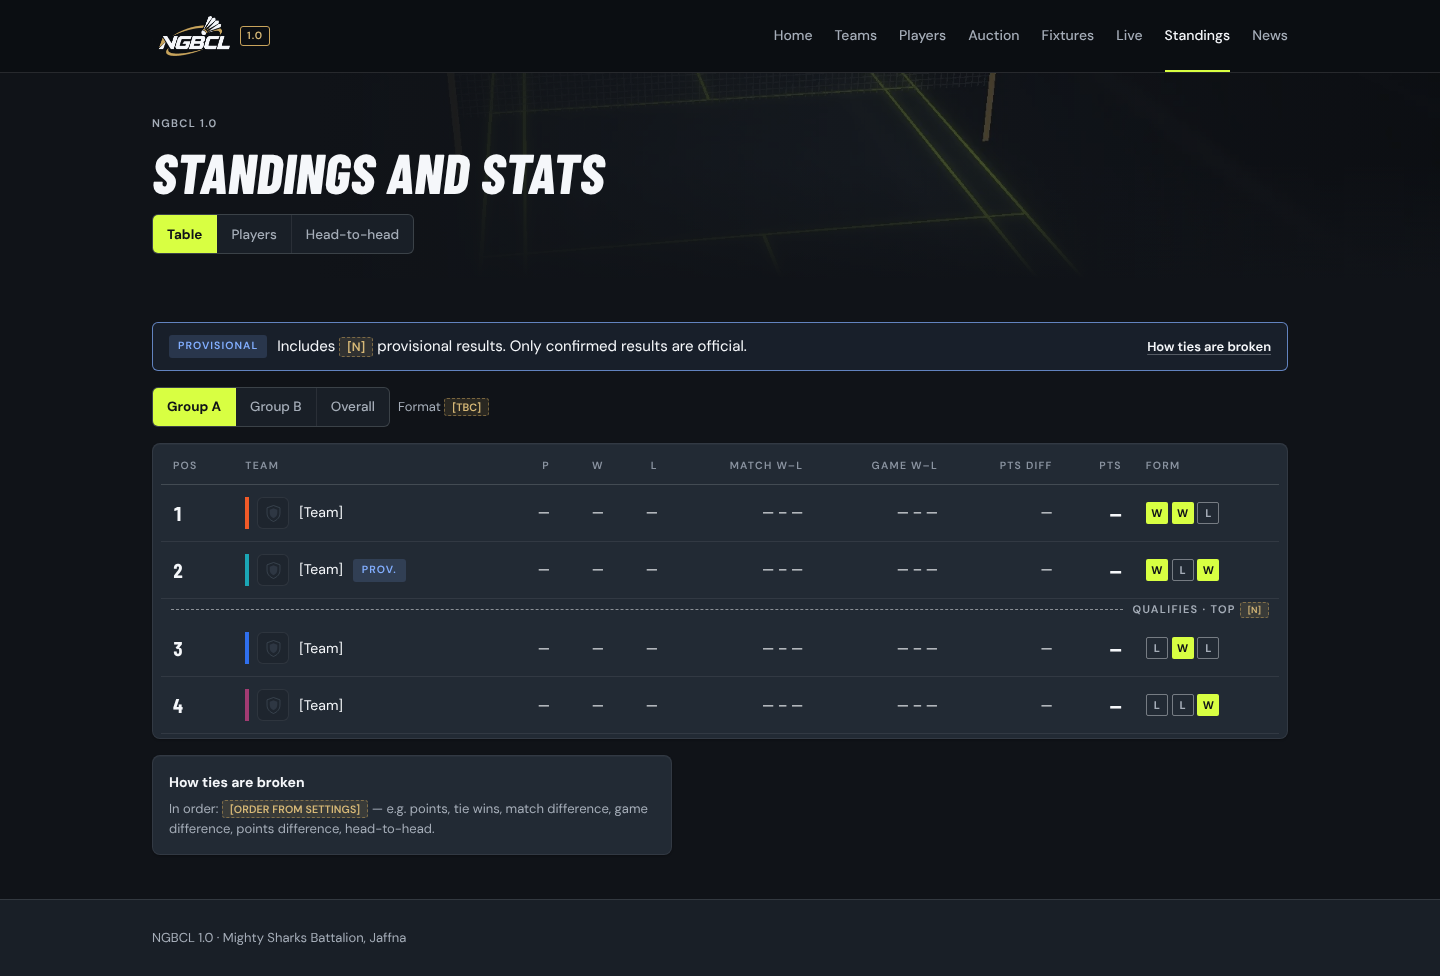 NGBCL 1.0 Home Teams Players Auction Fixtures Live Standings News
NGBCL 1.0
STANDINGS AND STATS
Table Players Head-to-head
PROVISIONAL Includes [N] provisional results. Only confirmed results are official. How ties are broken
Group A Group B Overall Format [TBC]
POS TEAM P W L MATCH W–L GAME W–L PTS DIFF PTS FORM
1 [Team] — — — — – — — – — — — W W L
2 [Team] PROV. — — — — – — — – — — — W L W
QUALIFIES · TOP [N]
3 [Team] — — — — – — — – — — — L W L
4 [Team] — — — — – — — – — — — L L W
How ties are broken
In order: [ORDER FROM SETTINGS] — e.g. points, tie wins, match difference, game
difference, points difference, head-to-head.
NGBCL 1.0 · Mighty Sharks Battalion, Jaffna